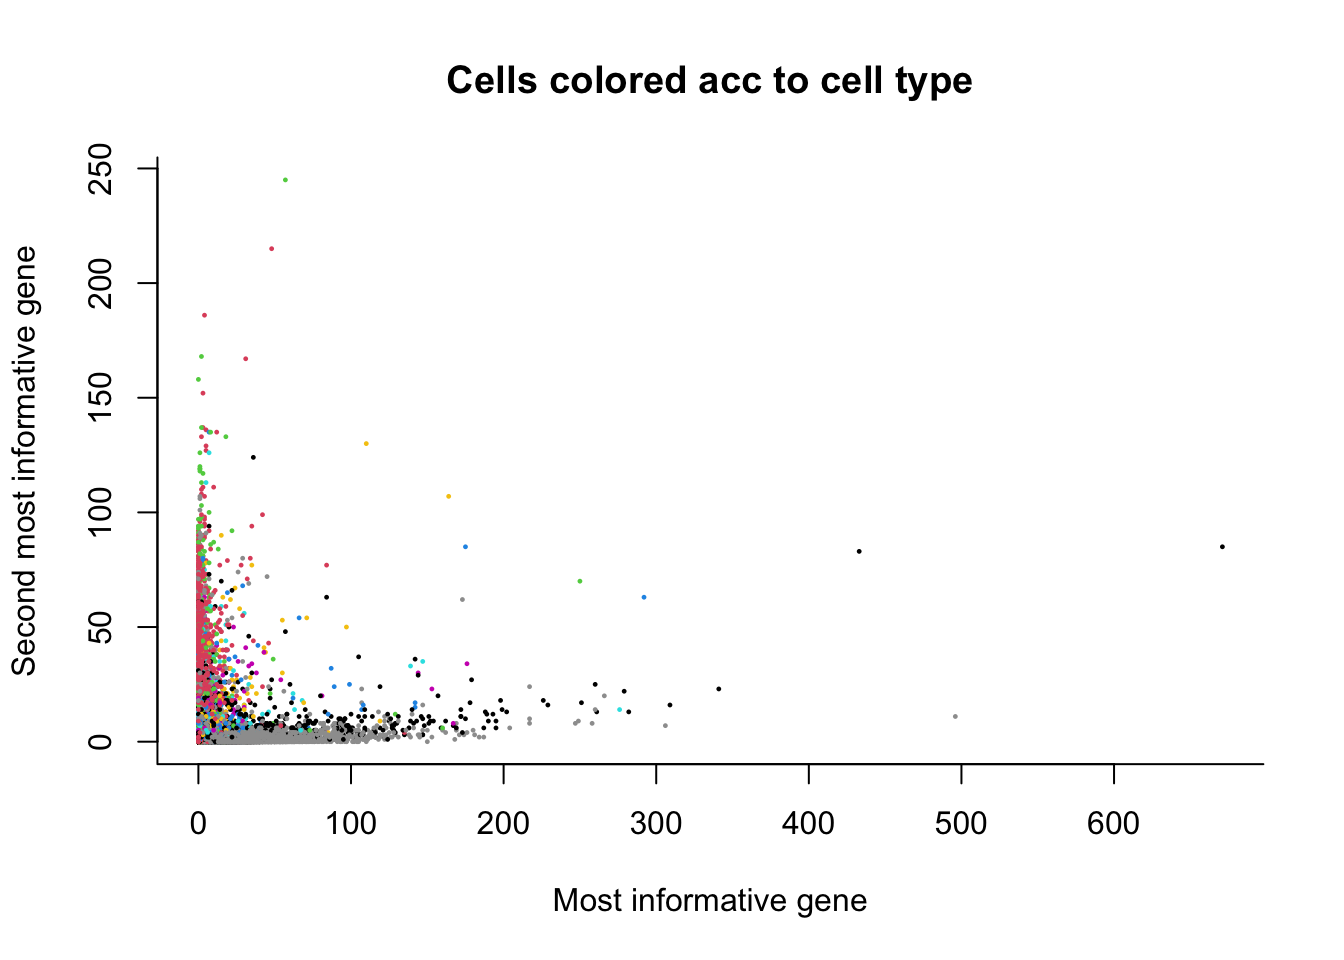 Cells colored acc to cell type
Second most informative gene
250
200
150
100
50
0
0 100 200 300 400 500 600
Most informative gene